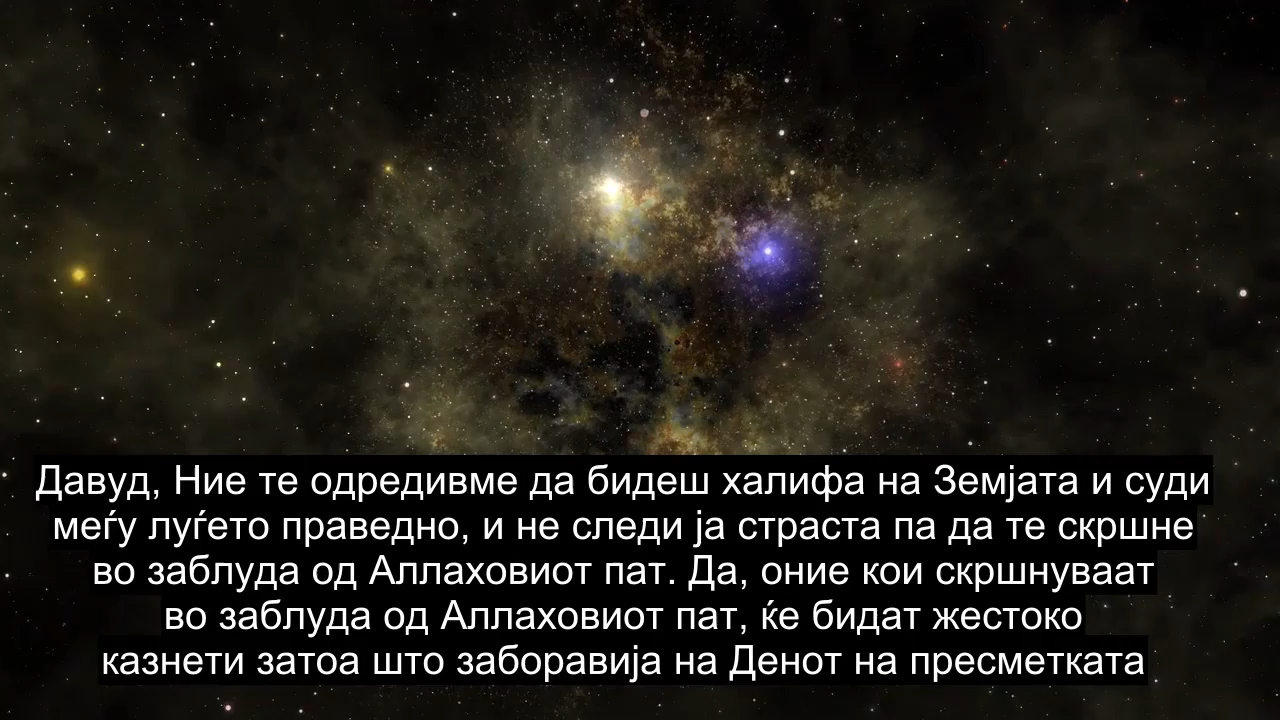 Давуд, Ние те одредивме да бидеш халифа на Земјата и суди
меѓу луѓето праведно, и не следи ја страста па да те скршне
во заблуда од Аллаховиот пат. Да, оние кои скршнуваат
во заблуда од Аллаховиот пат, ќе бидат жестоко
казнети затоа што заборавија на Денот на пресметката